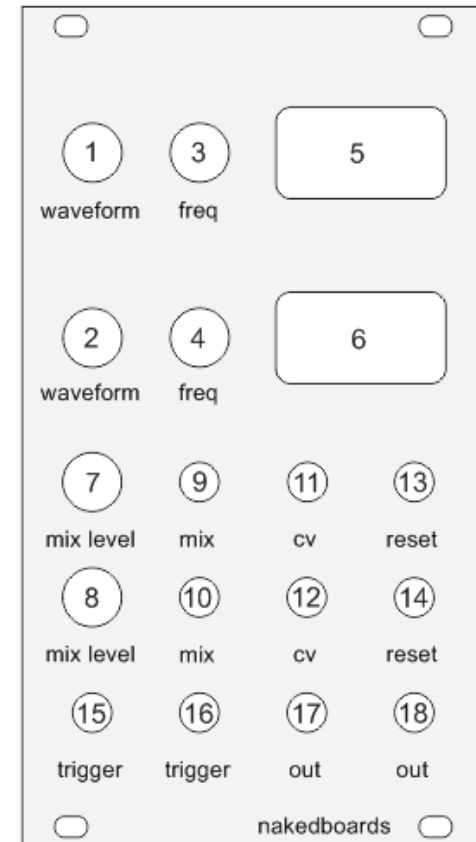 1 3 5
waveform freq
2 4 6
waveform freq
7 9 11 13
mix level mix cv reset
8 10 12 14
mix level mix cv reset
15 16 17 18
trigger trigger out out
nakedboards